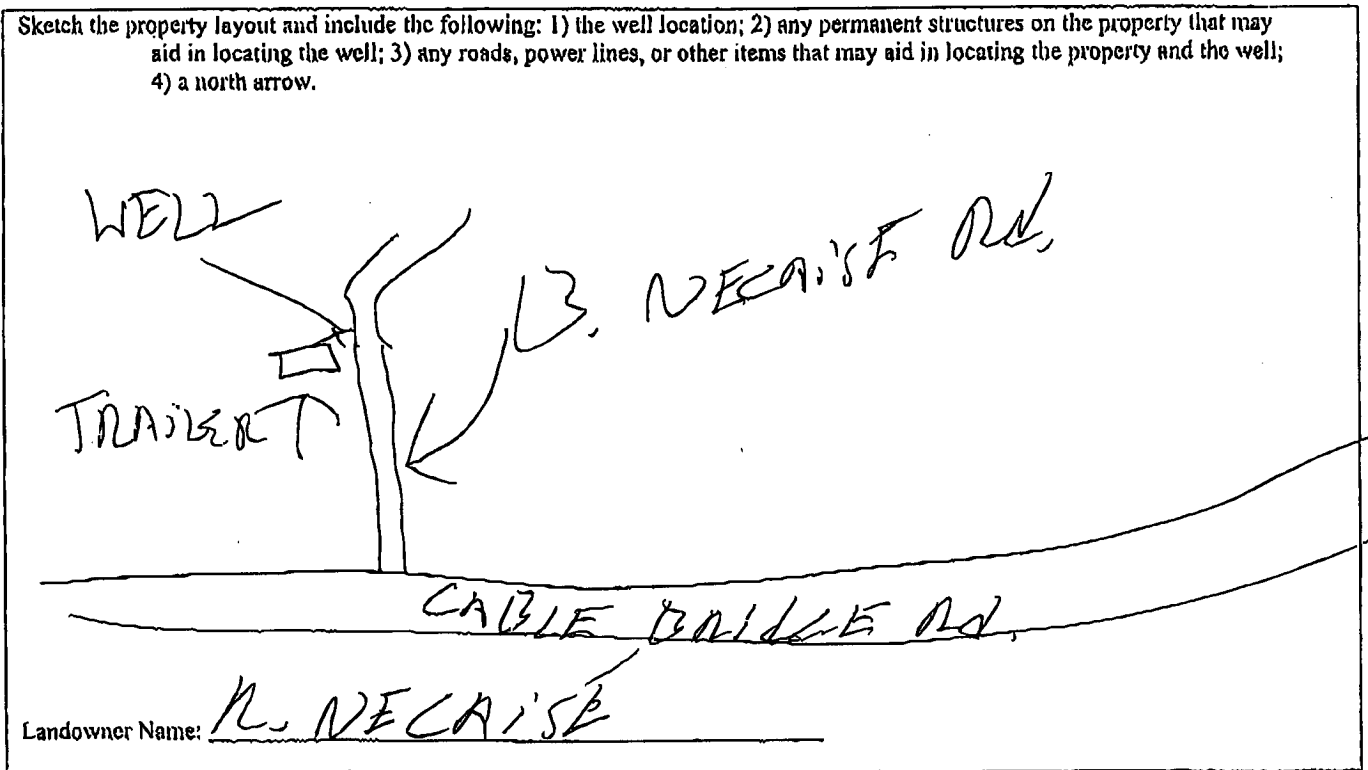 Sketch the property layout and include the following: 1) the well location; 2) any permanent structures on the property that may
aid in locating the well; 3) any roads, power lines, or other items that may aid in locating the property and the well;
4) a north arrow.
WELL
B. NECAISE RD.
TRAILER
CABLE BRIDGE RD.
Landowner Name: R. NECAISE